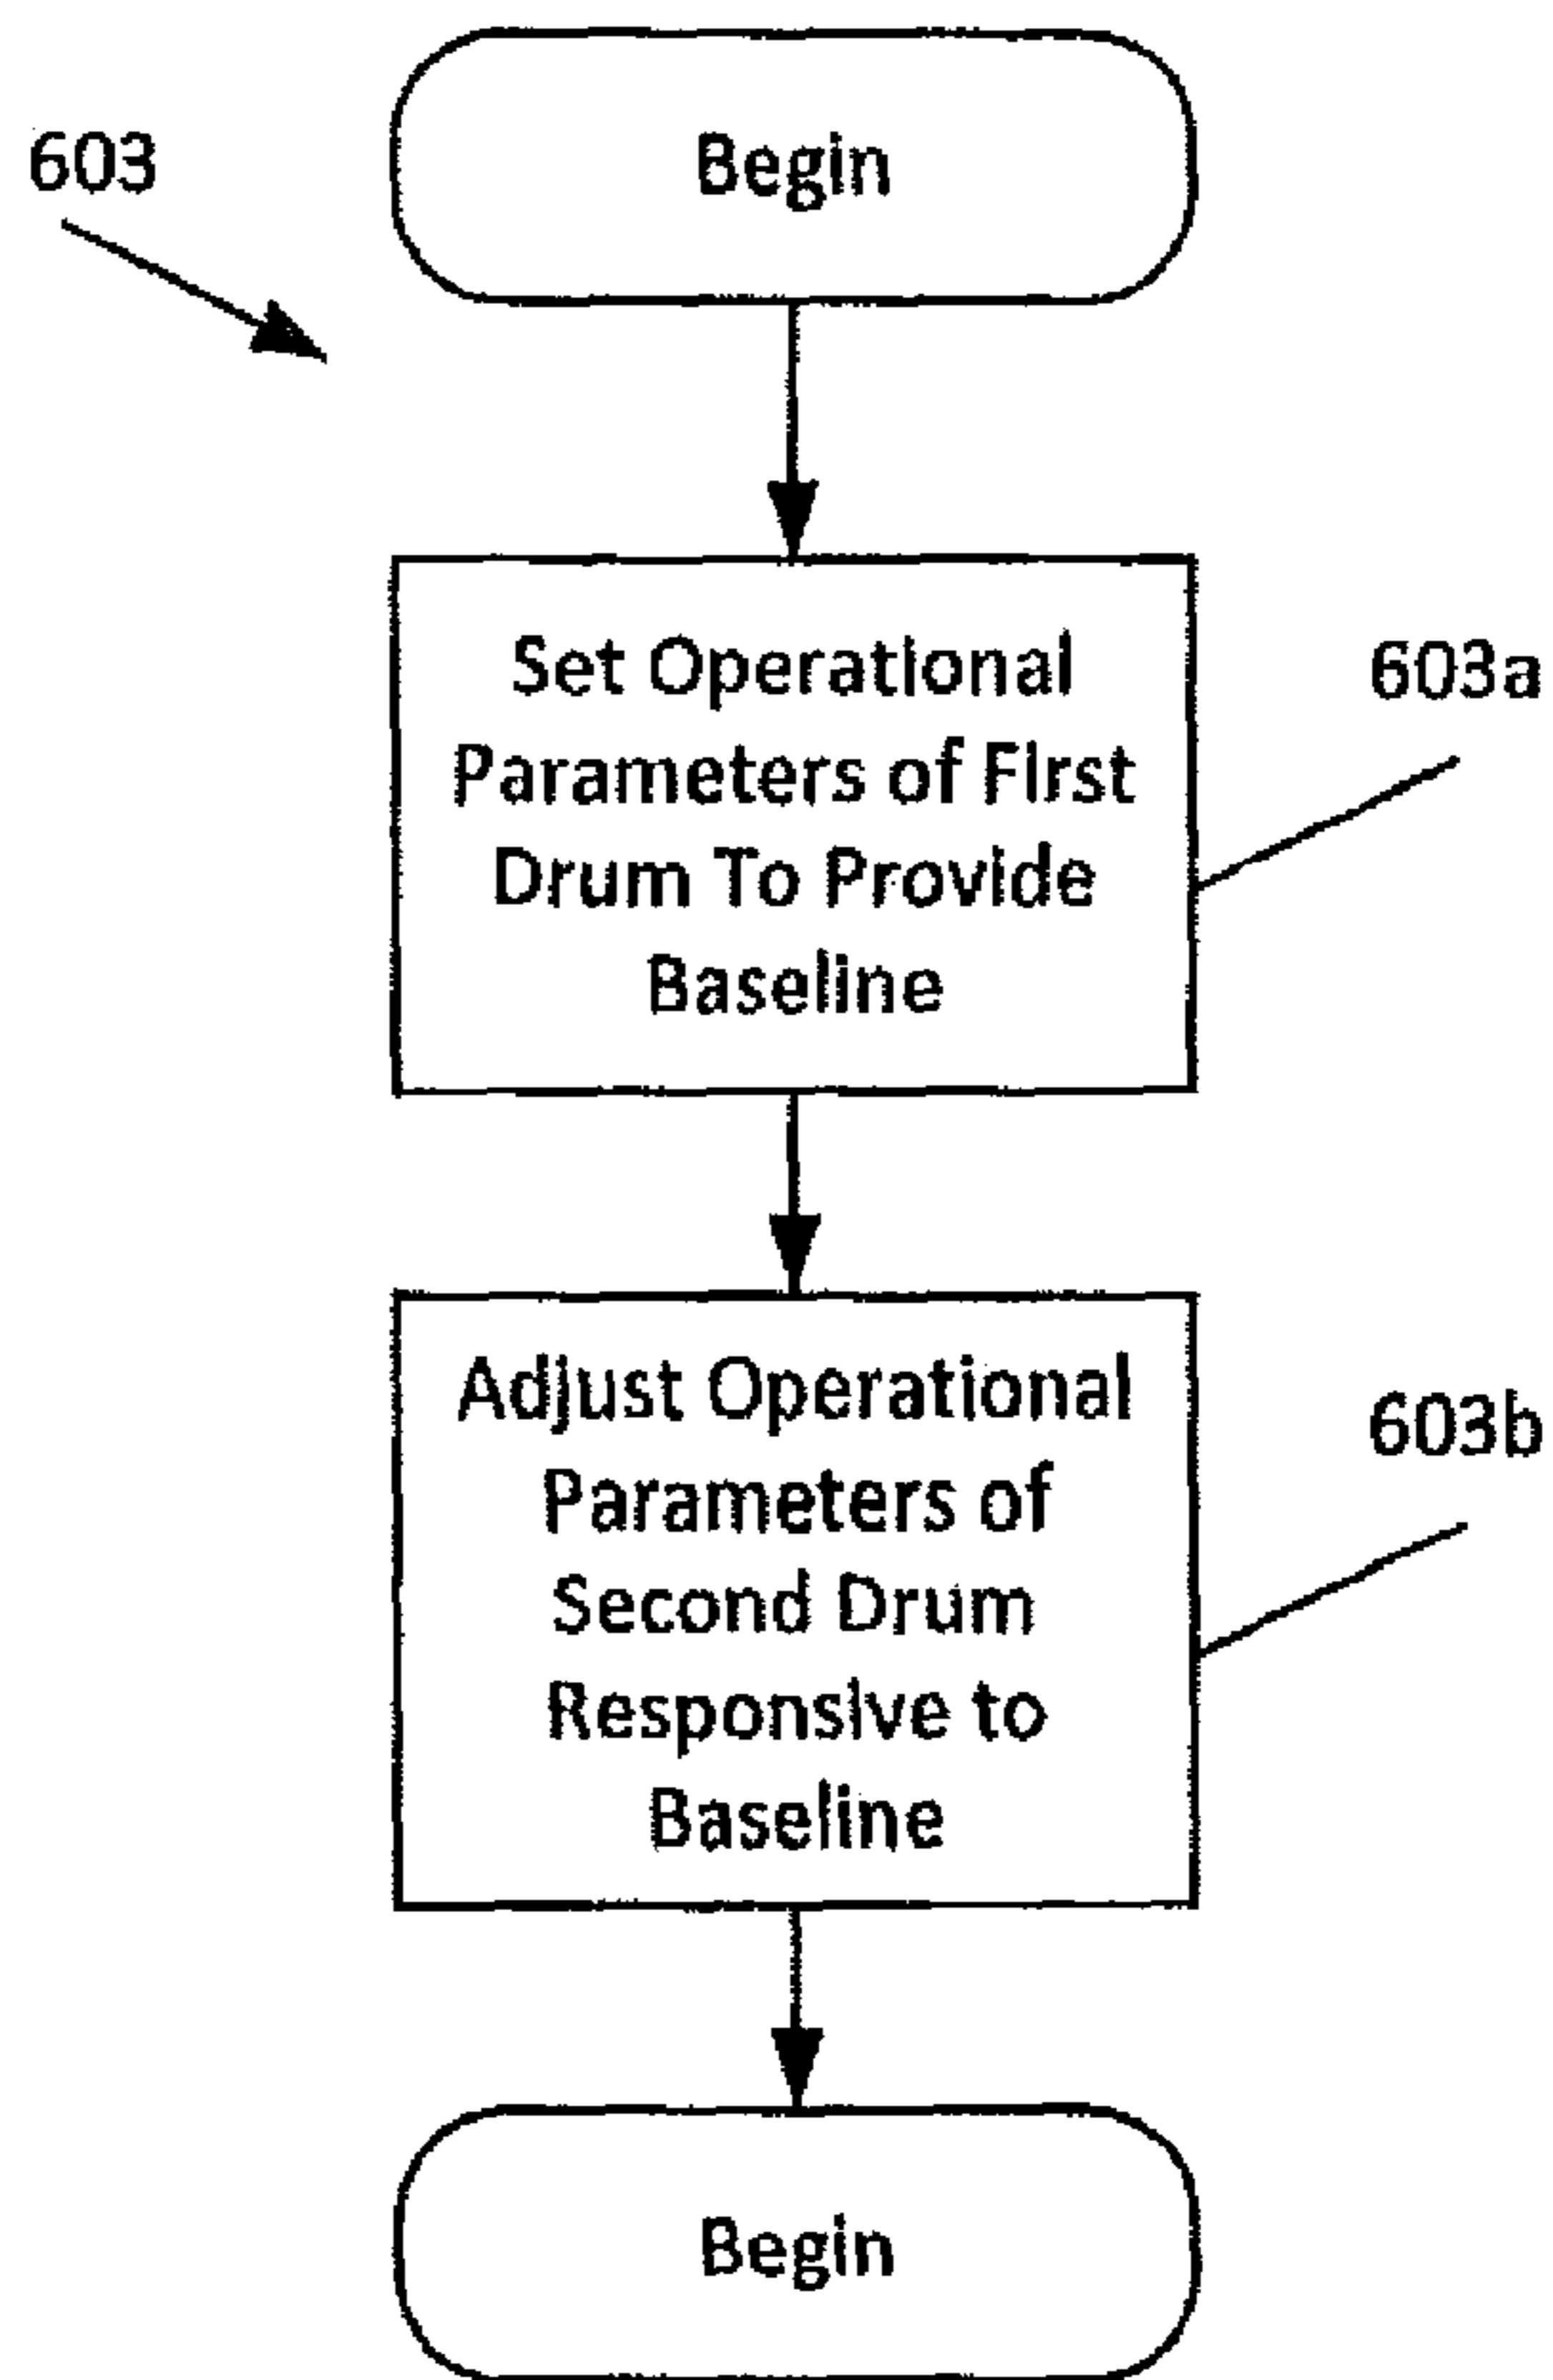 Begin
603
Set Operational
Parameters of First
Drum To Provide
Baseline
603a
Adjust Operational
Parameters of
Second Drum
Responsive to
Baseline
603b
Begin